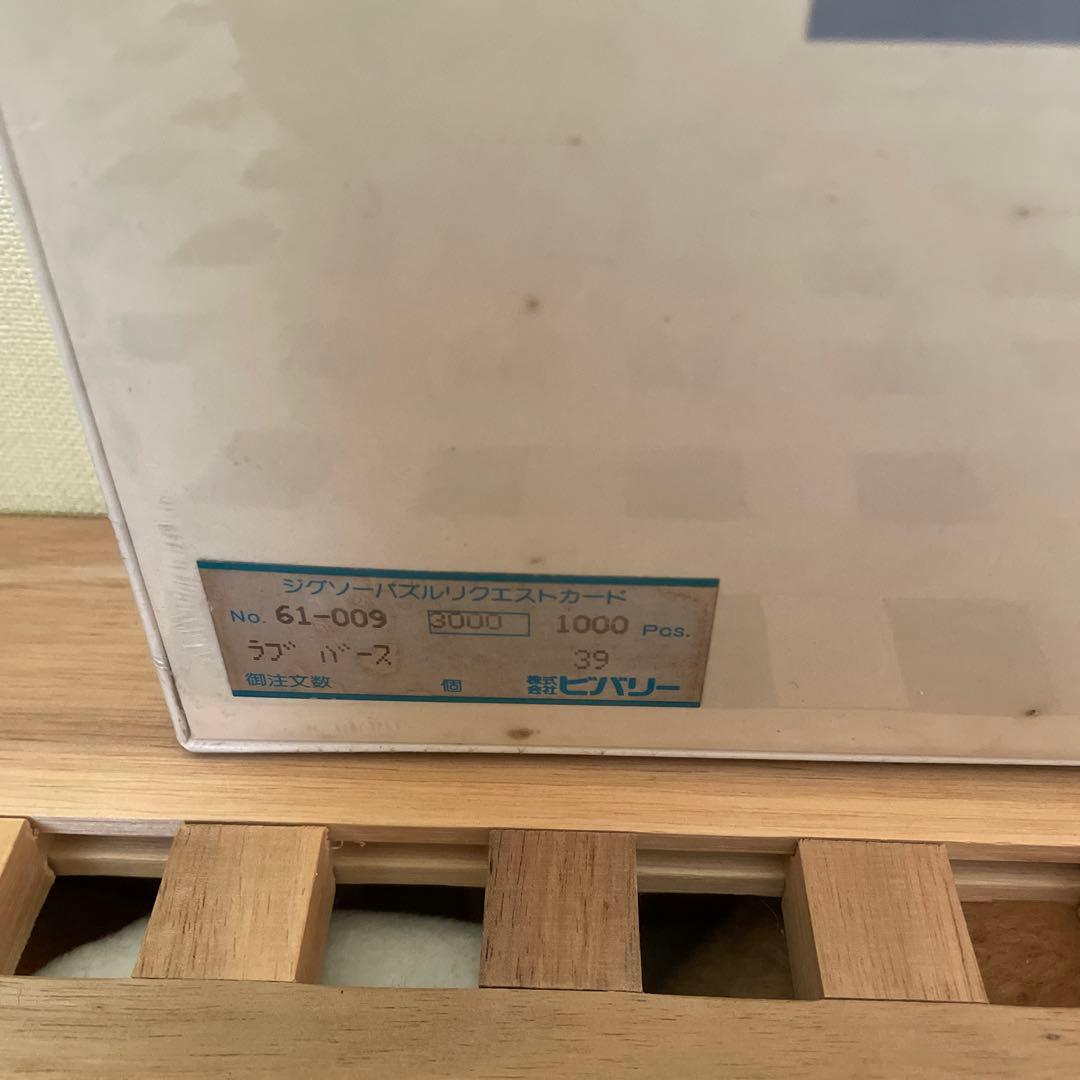 ジグソーパズルリクエストカード
No. 61-009 3000 1000 Pcs.
ラブ バース 39
御注文数 個 株式会社ビバリー